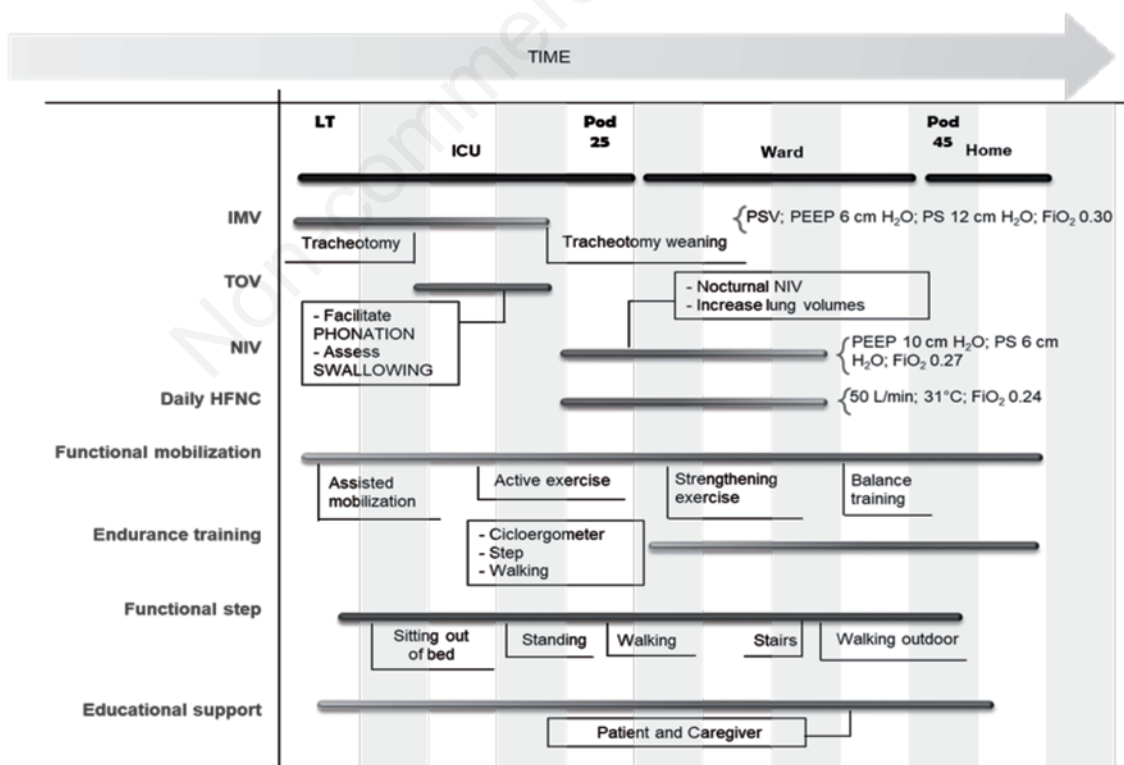 TIME
LT
Pod
25
Pod
45
ICU
Ward
Home
IMV
{PSV; PEEP 6 cm H₂O; PS 12 cm H₂O; FiO₂ 0.30
Tracheotomy
Tracheotomy weaning
TOV
- Nocturnal NIV
- Increase lung volumes
- Facilitate
PHONATION
- Assess
SWALLOWING
NIV
{PEEP 10 cm H₂O; PS 6 cm
H₂O; FiO₂ 0.27
Daily HFNC
{50 L/min; 31°C; FiO₂ 0.24
Functional mobilization
Assisted
mobilization
Active exercise
Strengthening
exercise
Balance
training
Endurance training
- Cicloergometer
- Step
- Walking
Functional step
Sitting out
of bed
Standing
Walking
Stairs
Walking outdoor
Educational support
Patient and Caregiver
Non-commer